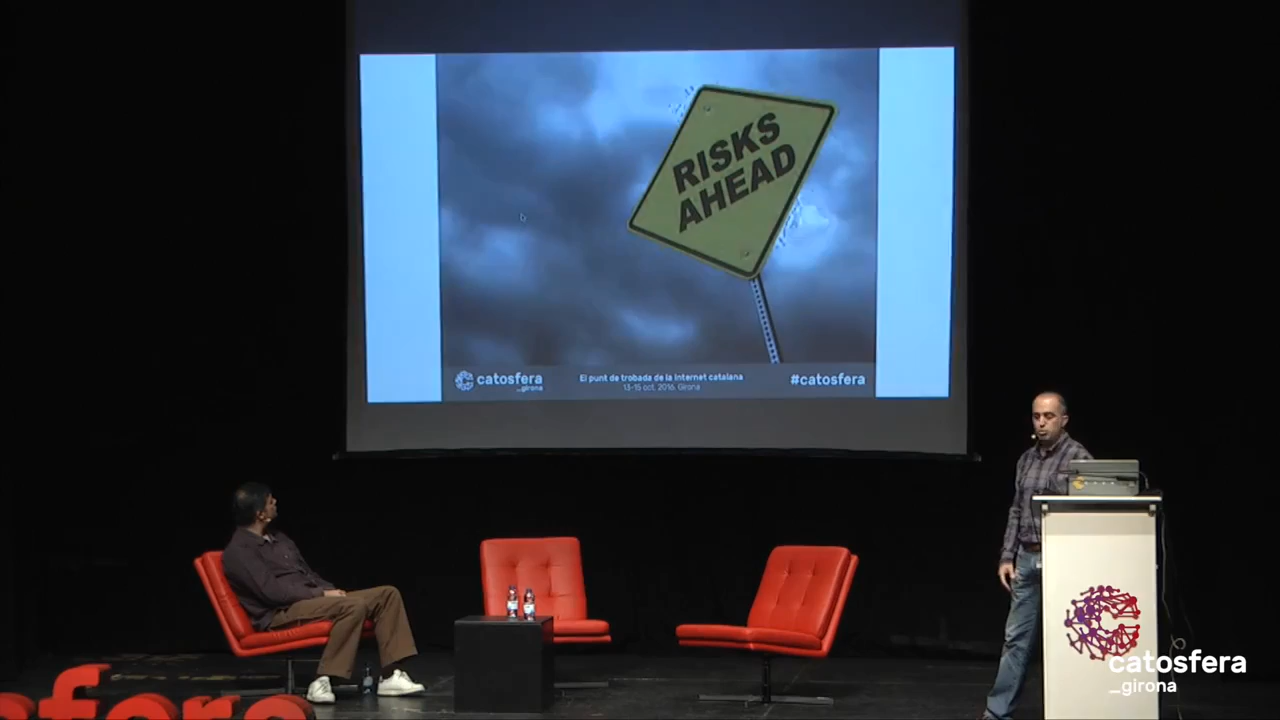 RISKS
AHEAD
catosfera
_girona
El punt de trobada de la Internet catalana
13-15 oct. 2016. Girona
#catosfera
catosfera
_girona
sfera